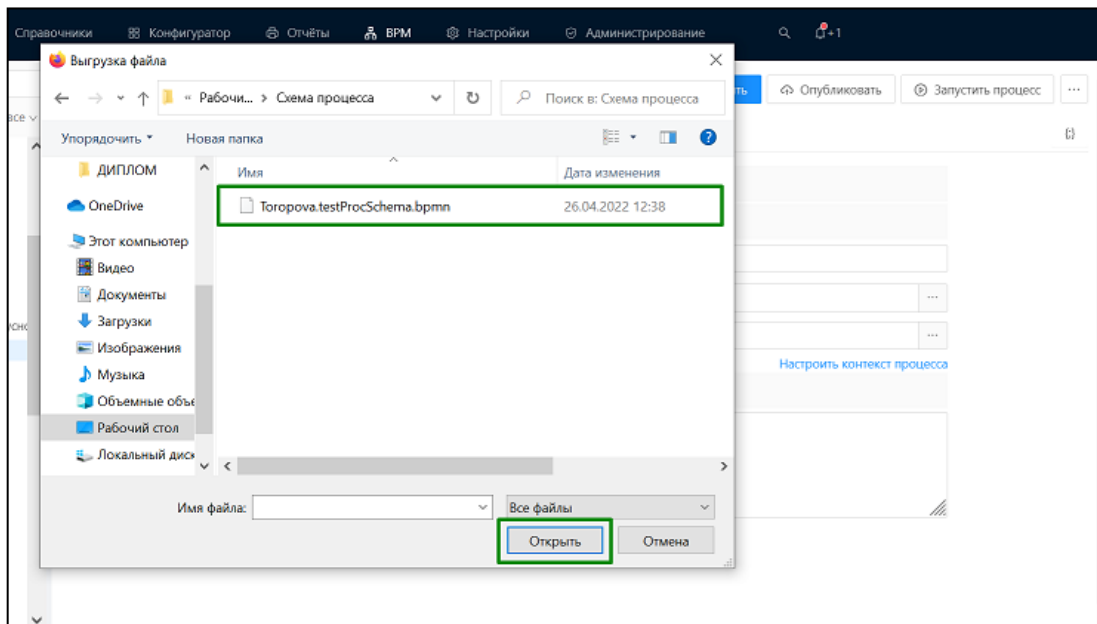 Справочники Конфигуратор Отчёты BPM Настройки Администрирование +1
Выгрузка файла
« Рабочи... › Схема процесса Поиск в: Схема процесса
Опубликовать Запустить процесс ...
Упорядочить Новая папка
Имя Дата изменения
ДИПЛОМ
Toropova.testProcSchema.bpmn 26.04.2022 12:38
OneDrive
Этот компьютер
Видео
Документы
Загрузки
Изображения
Музыка
Объемные объе
Рабочий стол
Локальный диск
...
...
Настроить контекст процесса
Имя файла: Все файлы
Открыть Отмена